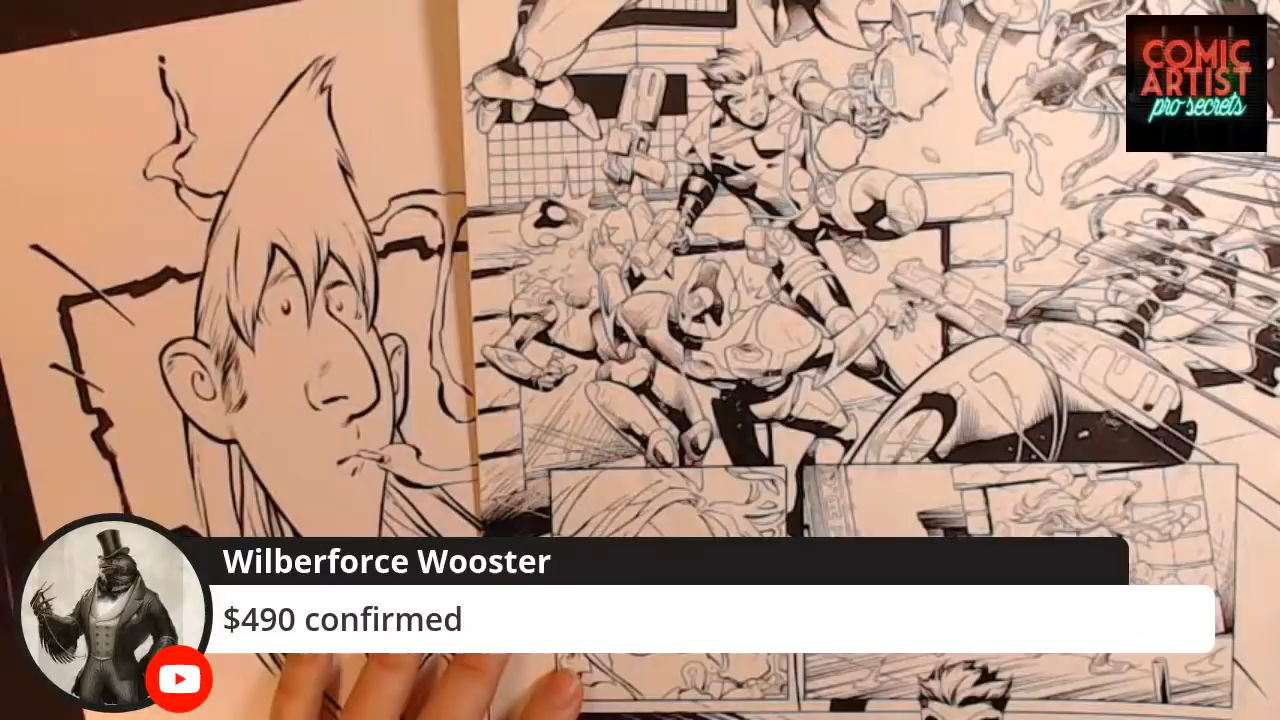 COMIC
ARTIST
pro secrets
Wilberforce Wooster
$490 confirmed